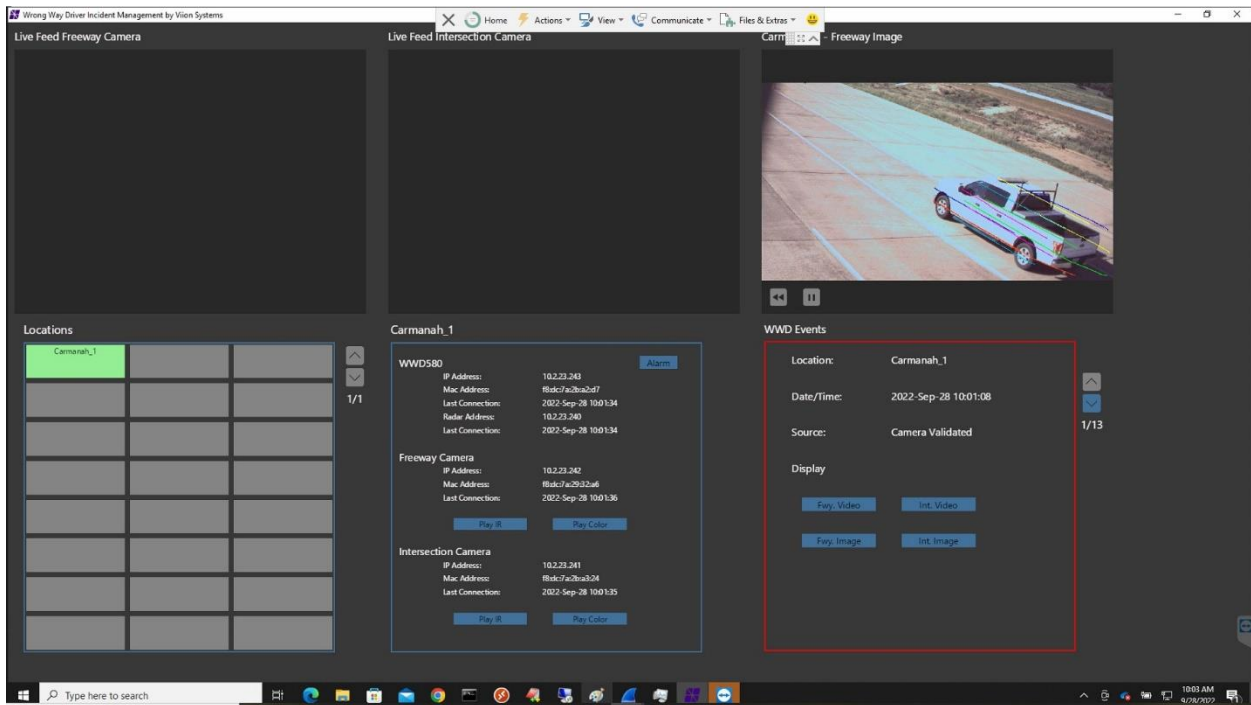 Wrong Way Driver Incident Management by Viion Systems
Home Actions View Communicate Files & Extras
Live Feed Freeway Camera
Live Feed Intersection Camera
Carm - Freeway Image
Locations
Carmanah_1
1/1
Carmanah_1
WWD580
Alarm
IP Address: 10.2.23.243
Mac Address: f8:dc:7a:2b:a2:d7
Last Connection: 2022-Sep-28 10:01:34
Radar Address: 10.2.23.240
Last Connection: 2022-Sep-28 10:01:34
Freeway Camera
IP Address: 10.2.23.242
Mac Address: f8:dc:7a:29:32:a6
Last Connection: 2022-Sep-28 10:01:36
Play IR Play Color
Intersection Camera
IP Address: 10.2.23.241
Mac Address: f8:dc:7a:2b:a3:24
Last Connection: 2022-Sep-28 10:01:35
Play IR Play Color
WWD Events
Location: Carmanah_1
Date/Time: 2022-Sep-28 10:01:08
Source: Camera Validated
Display
Fwy. Video Int. Video
Fwy. Image Int. Image
1/13
Type here to search
10:03 AM
9/28/2022